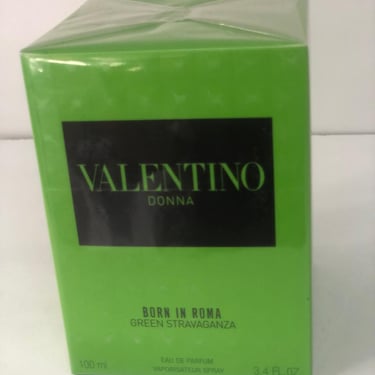 VALENTINO
DONNA
BORN IN ROMA
GREEN STRAVAGANZA
EAU DE PARFUM
VAPORISATEUR SPRAY
100 ml
3.4 FL. OZ